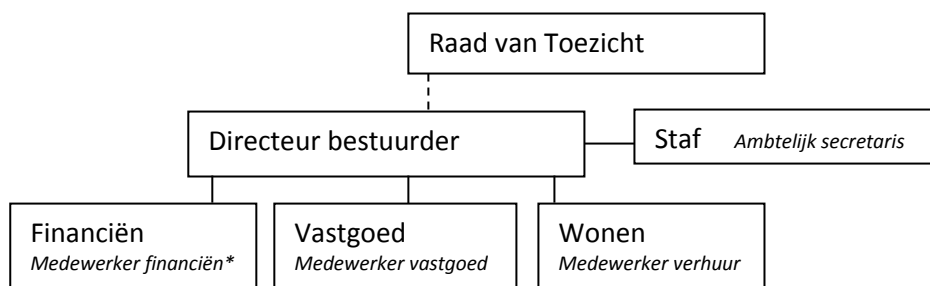 Raad van Toezicht
Directeur bestuurder
Staf Ambtelijk secretaris
Financiën
Medewerker financiën*
Vastgoed
Medewerker vastgoed
Wonen
Medewerker verhuur